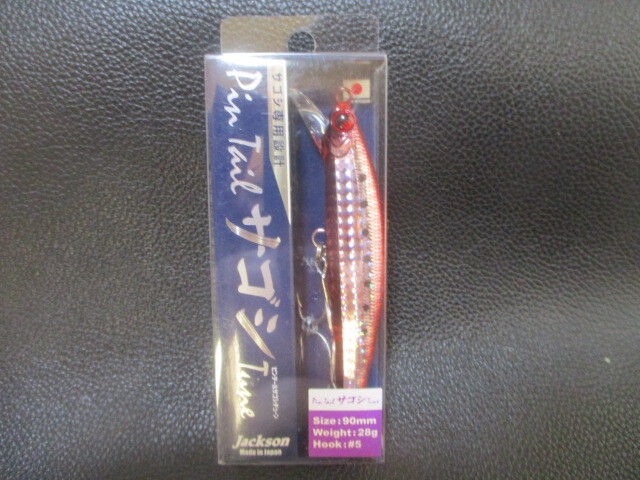 サゴシ専用設計
Pin Tail サゴシ Tune
ピンテールサゴシチューン
Jackson
Made in Japan
Pin Tail サゴシ Tune
Size:90mm
Weight:28g
Hook:#5